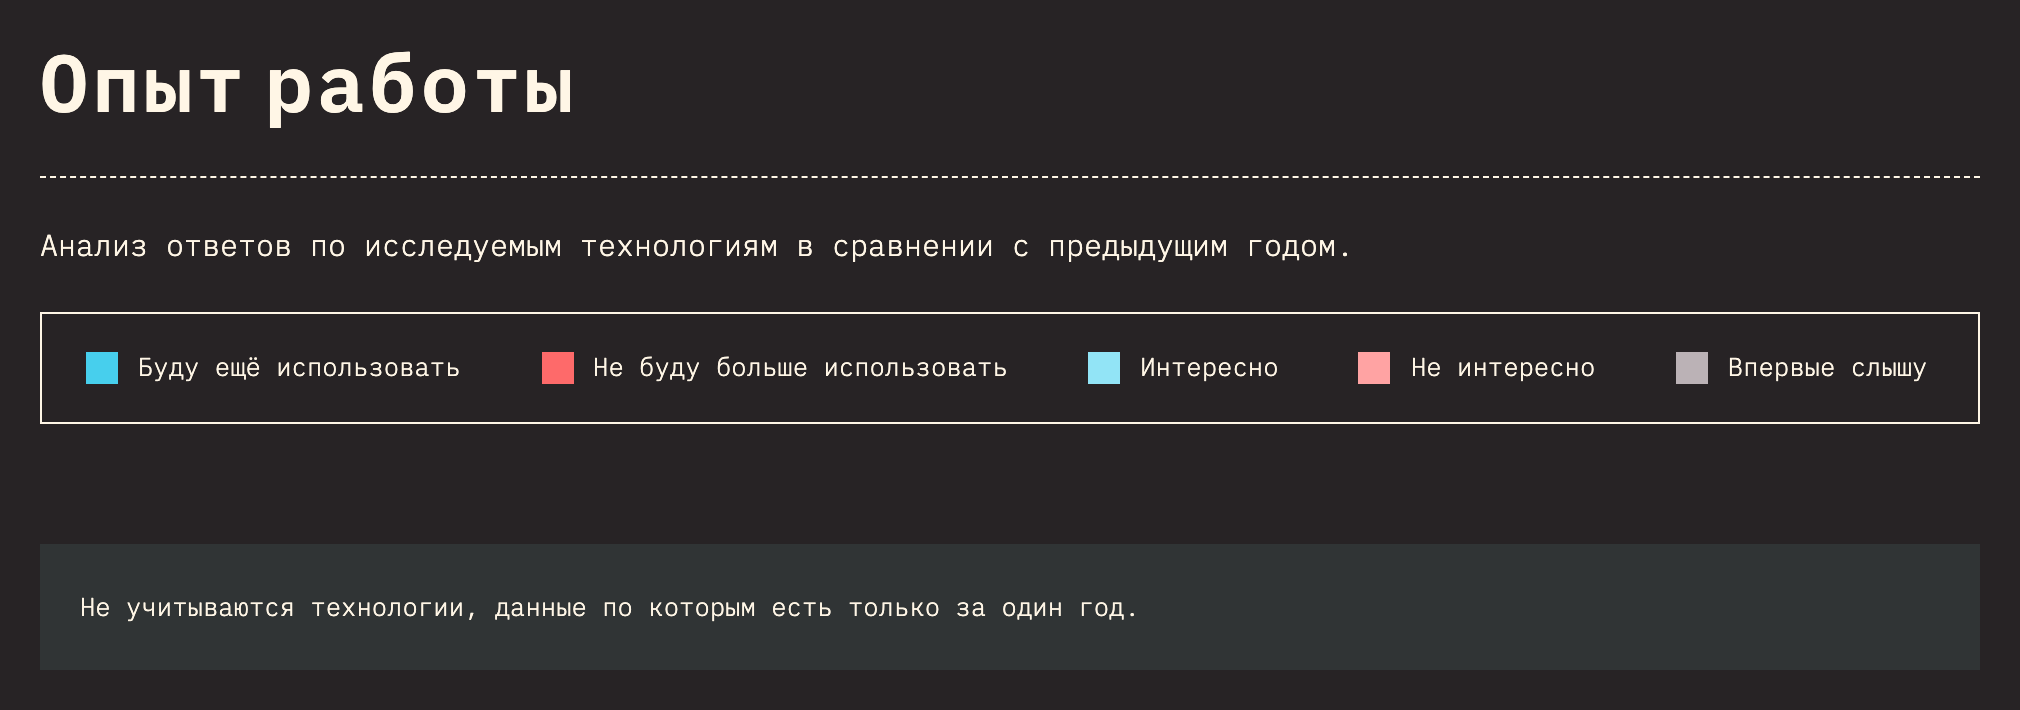 Опыт работы
Анализ ответов по исследуемым технологиям в сравнении с предыдущим годом.
Буду ещё использовать
Не буду больше использовать
Интересно
Не интересно
Впервые слышу
Не учитываются технологии, данные по которым есть только за один год.